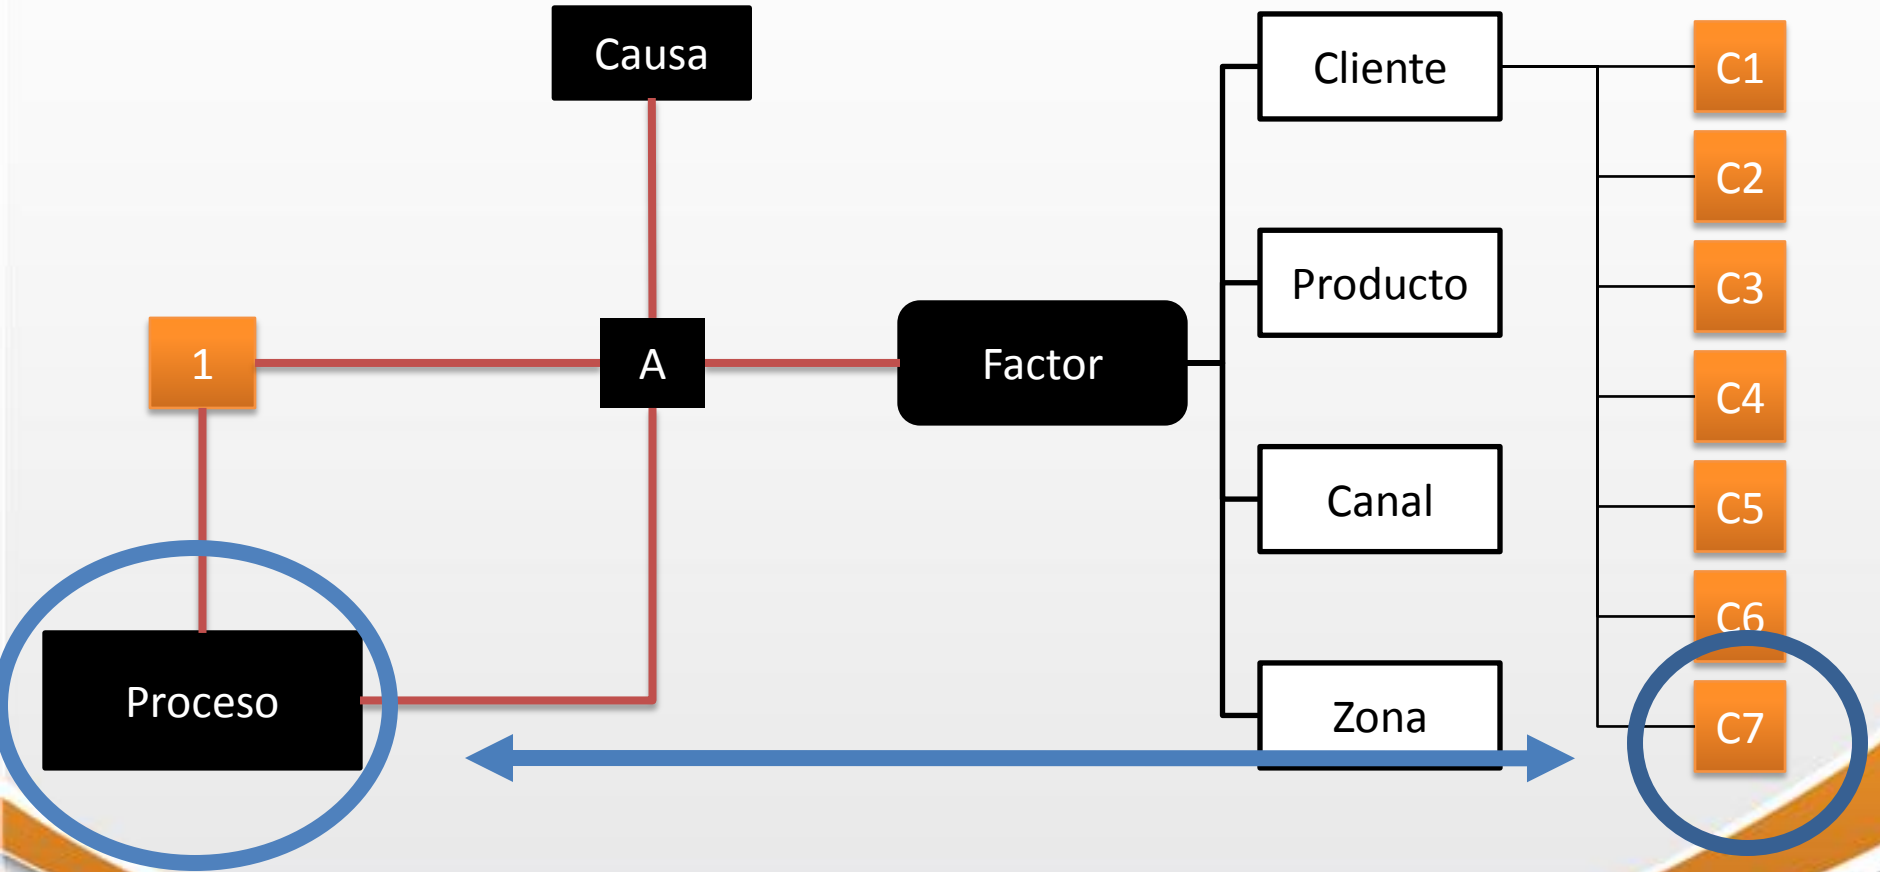 Causa
1
A
Factor
Proceso
Cliente
Producto
Canal
Zona
C1
C2
C3
C4
C5
C6
C7